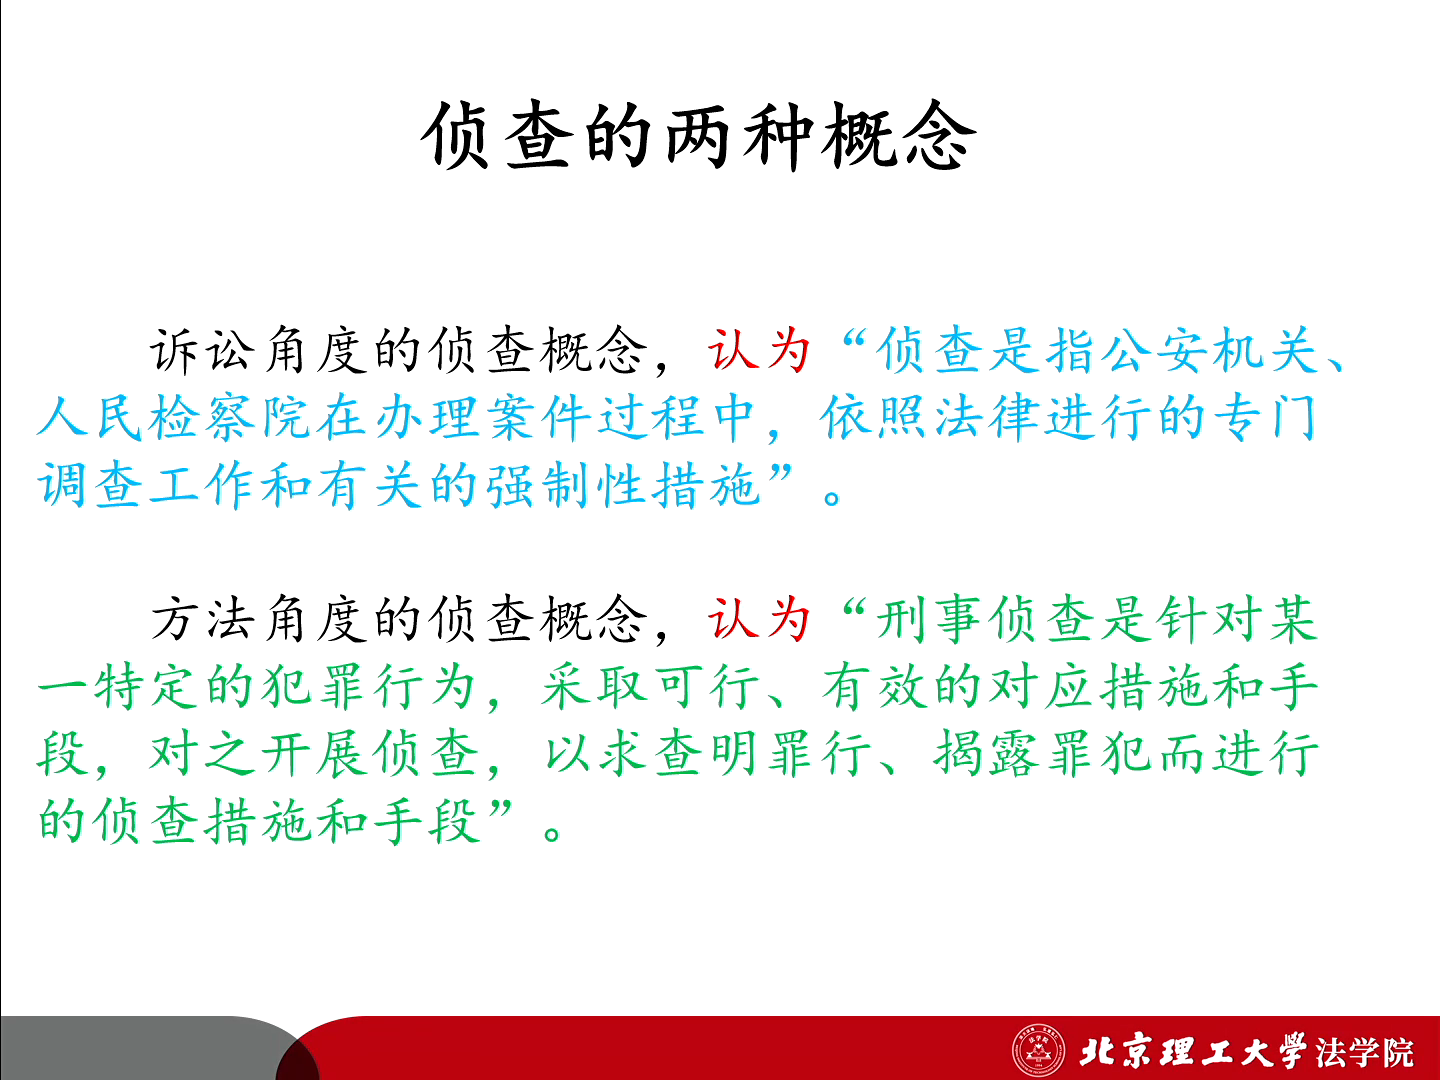 侦查的两种概念
诉讼角度的侦查概念，认为“侦查是指公安机关、
人民检察院在办理案件过程中，依照法律进行的专门
调查工作和有关的强制性措施”。
方法角度的侦查概念，认为“刑事侦查是针对某
一特定的犯罪行为，采取可行、有效的对应措施和手
段，对之开展侦查，以求查明罪行、揭露罪犯而进行
的侦查措施和手段”。
法学院
北京理工大学法学院